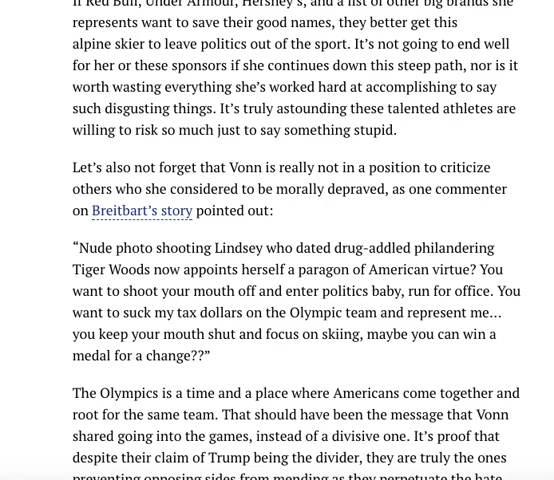 If Red Bull, Under Armour, Hershey's, and a list of other big brands she
represents want to save their good names, they better get this
alpine skier to leave politics out of the sport. It’s not going to end well
for her or these sponsors if she continues down this steep path, nor is it
worth wasting everything she’s worked hard at accomplishing to say
such disgusting things. It’s truly astounding these talented athletes are
willing to risk so much just to say something stupid.
Let’s also not forget that Vonn is really not in a position to criticize
others who she considered to be morally depraved, as one commenter
on Breitbart’s story pointed out:
“Nude photo shooting Lindsey who dated drug-addled philandering
Tiger Woods now appoints herself a paragon of American virtue? You
want to shoot your mouth off and enter politics baby, run for office. You
want to suck my tax dollars on the Olympic team and represent me…
you keep your mouth shut and focus on skiing, maybe you can win a
medal for a change??”
The Olympics is a time and a place where Americans come together and
root for the same team. That should have been the message that Vonn
shared going into the games, instead of a divisive one. It’s proof that
despite their claim of Trump being the divider, they are truly the ones
preventing opposing sides from mending as they perpetuate the hate